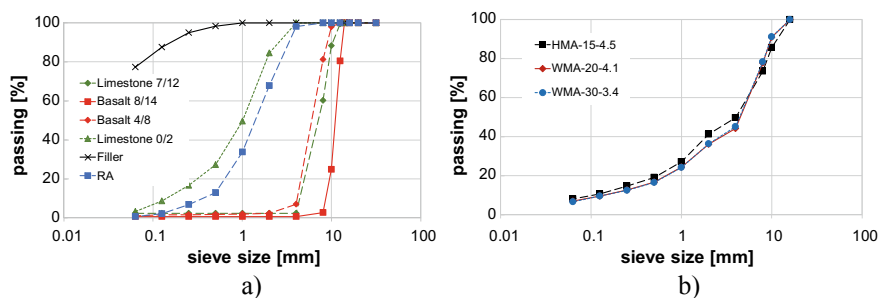 passing [%]
100
80
60
40
20
0
Limestone 7/12
Basalt 8/14
Basalt 4/8
Limestone 0/2
Filler
RA
0.01
0.1
1
10
100
sieve size [mm]
a)
passing [%]
100
80
60
40
20
0
HMA-15-4.5
WMA-20-4.1
WMA-30-3.4
0.01
0.1
1
10
100
sieve size [mm]
b)